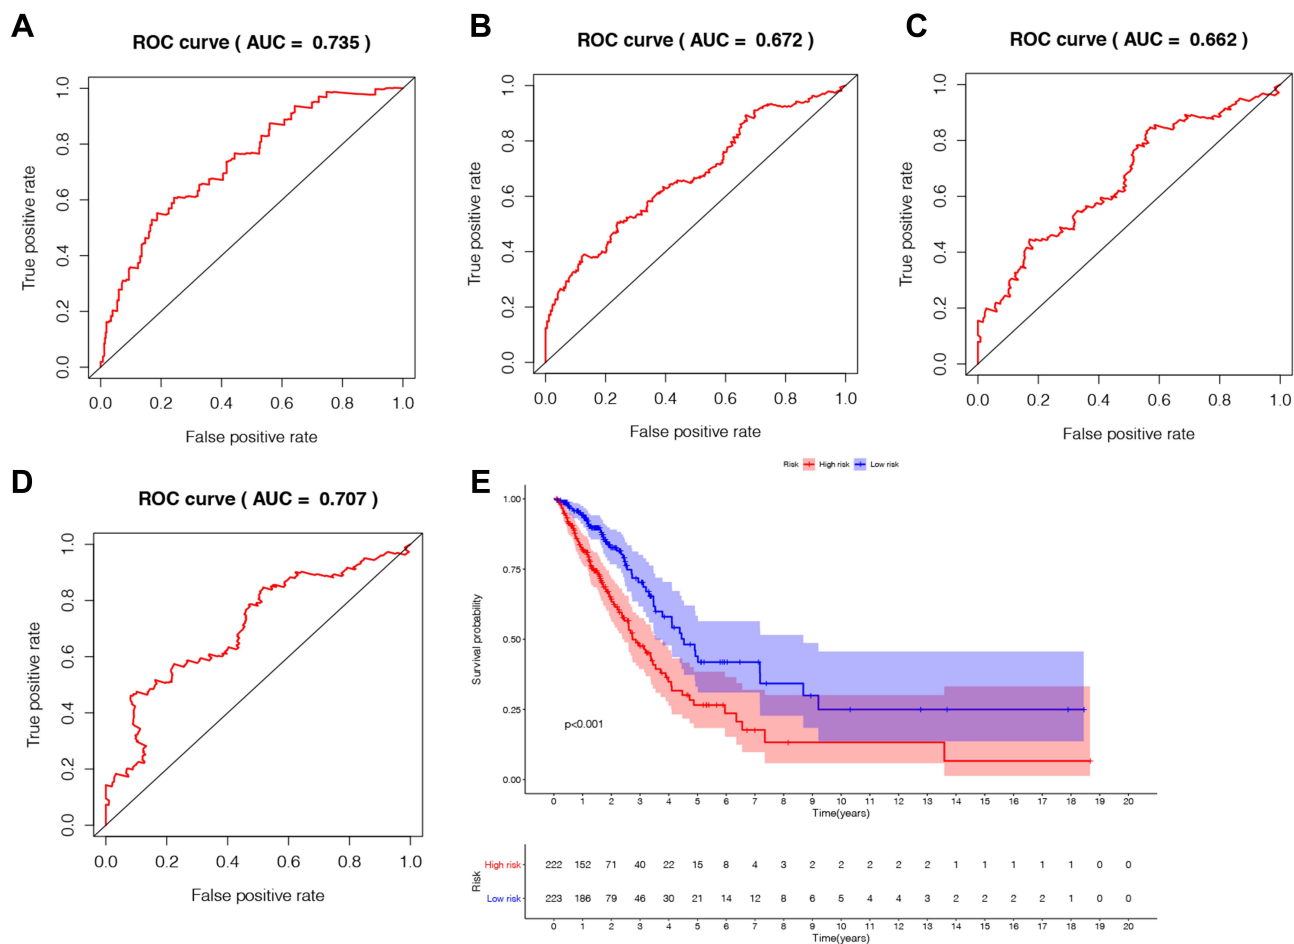 A
ROC curve ( AUC = 0.735 )
True positive rate
1.0
0.8
0.6
0.4
0.2
0.0
0.0 0.2 0.4 0.6 0.8 1.0
False positive rate
B
ROC curve ( AUC = 0.672 )
True positive rate
1.0
0.8
0.6
0.4
0.2
0.0
0.0 0.2 0.4 0.6 0.8 1.0
False positive rate
C
ROC curve ( AUC = 0.662 )
True positive rate
1.0
0.8
0.6
0.4
0.2
0.0
0.0 0.2 0.4 0.6 0.8 1.0
False positive rate
D
ROC curve ( AUC = 0.707 )
True positive rate
1.0
0.8
0.6
0.4
0.2
0.0
0.0 0.2 0.4 0.6 0.8 1.0
False positive rate
E
Risk High risk Low risk
Survival probability
1.00
0.75
0.50
0.25
0.00
p<0.001
0 1 2 3 4 5 6 7 8 9 10 11 12 13 14 15 16 17 18 19 20
Time(years)
Risk
High risk 222 152 71 40 22 15 8 4 3 2 2 2 2 2 1 1 1 1 1 0 0
Low risk 223 186 79 46 30 21 14 12 8 6 5 4 4 3 2 2 2 2 1 0 0
0 1 2 3 4 5 6 7 8 9 10 11 12 13 14 15 16 17 18 19 20
Time(years)